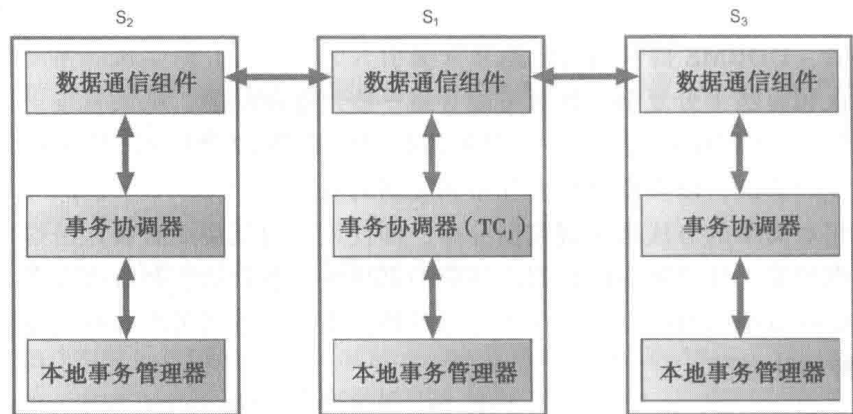 S₂
S₁
S₃
数据通信组件
数据通信组件
数据通信组件
事务协调器
事务协调器（TC₁）
事务协调器
本地事务管理器
本地事务管理器
本地事务管理器